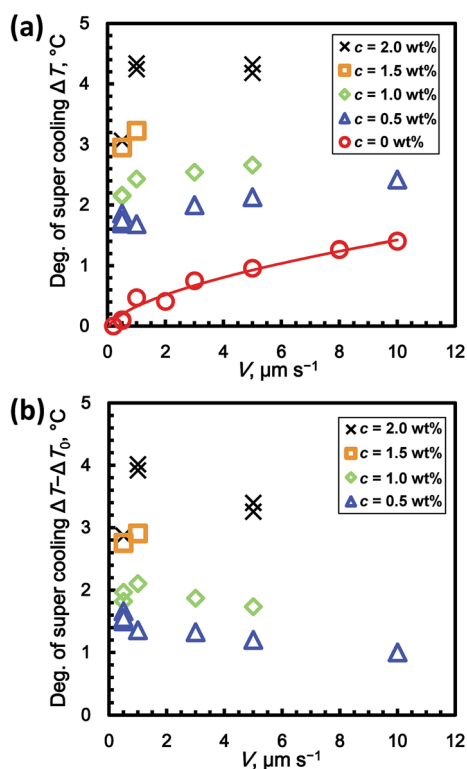 (a)
Deg. of super cooling ΔT, °C
5
4
3
2
1
0
× c = 2.0 wt%
c = 1.5 wt%
c = 1.0 wt%
c = 0.5 wt%
c = 0 wt%
0 2 4 6 8 10
V, μm s⁻¹
(b)
Deg. of super cooling ΔT−ΔT₀, °C
5
4
3
2
1
0
× c = 2.0 wt%
c = 1.5 wt%
c = 1.0 wt%
c = 0.5 wt%
0 2 4 6 8 10
V, μm s⁻¹